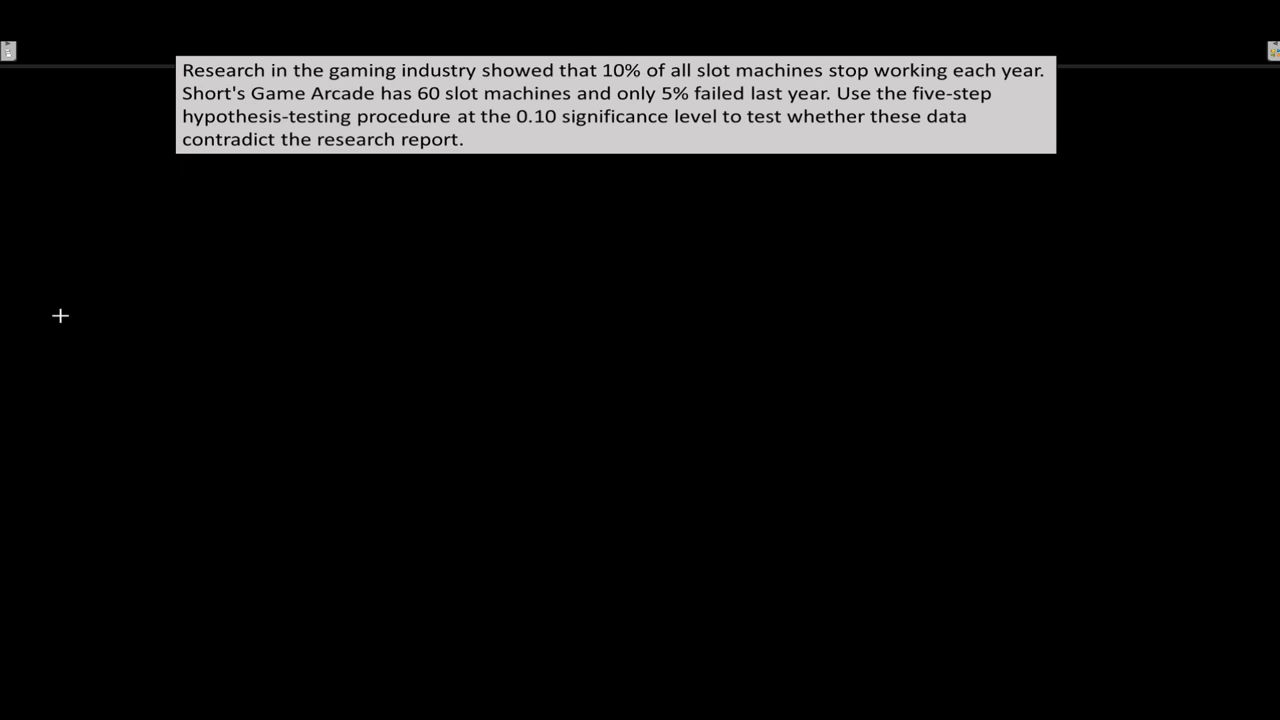 Research in the gaming industry showed that 10% of all slot machines stop working each year.
Short's Game Arcade has 60 slot machines and only 5% failed last year. Use the five-step
hypothesis-testing procedure at the 0.10 significance level to test whether these data
contradict the research report.